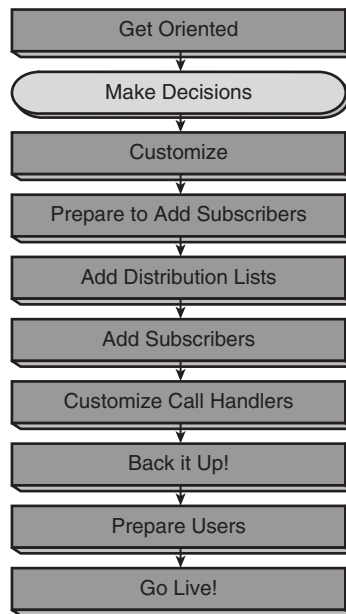 Get Oriented
Make Decisions
Customize
Prepare to Add Subscribers
Add Distribution Lists
Add Subscribers
Customize Call Handlers
Back it Up!
Prepare Users
Go Live!